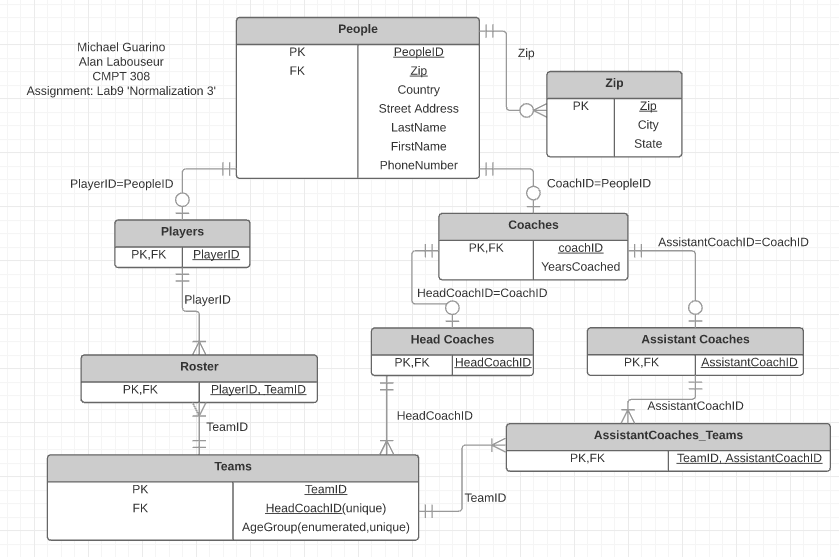 Michael Guarino
Alan Labouseur
CMPT 308
Assignment: Lab9 'Normalization 3'
People
PK
PeopleID
FK
Zip
Country
Street Address
LastName
FirstName
PhoneNumber
Zip
Zip
PK
Zip
City
State
PlayerID=PeopleID
CoachID=PeopleID
Players
PK,FK
PlayerID
Coaches
PK,FK
coachID
YearsCoached
AssistantCoachID=CoachID
PlayerID
HeadCoachID=CoachID
Head Coaches
PK,FK
HeadCoachID
Assistant Coaches
PK,FK
AssistantCoachID
Roster
PK,FK
PlayerID, TeamID
TeamID
HeadCoachID
AssistantCoachID
AssistantCoaches_Teams
PK,FK
TeamID, AssistantCoachID
Teams
PK
TeamID
FK
HeadCoachID(unique)
AgeGroup(enumerated,unique)
TeamID